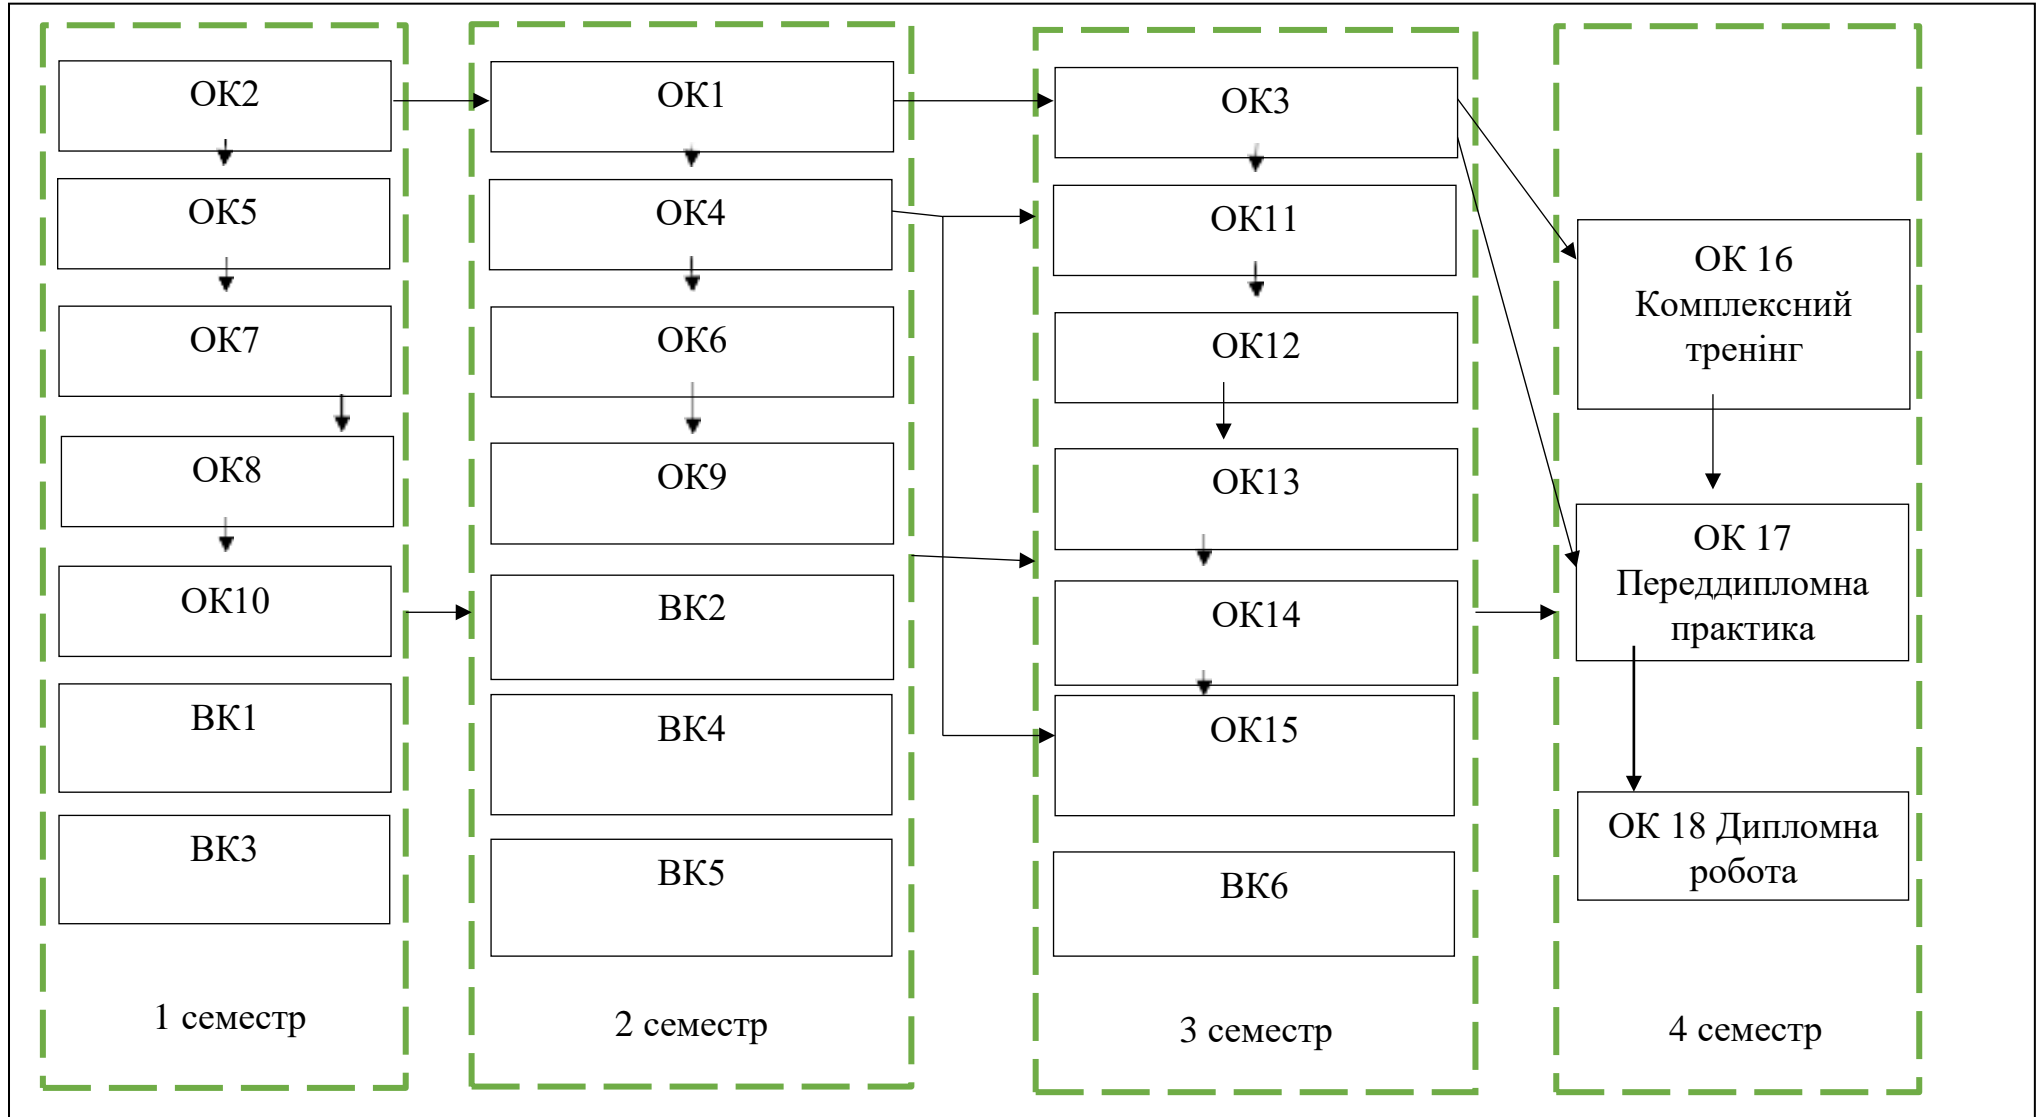 ОК2
ОК5
ОК7
ОК8
ОК10
ВК1
ВК3
1 семестр
ОК1
ОК4
ОК6
ОК9
ВК2
ВК4
ВК5
2 семестр
ОК3
ОК11
ОК12
ОК13
ОК14
ОК15
ВК6
3 семестр
ОК 16
Комплексний
тренінг
ОК 17
Переддипломна
практика
ОК 18 Дипломна
робота
4 семестр